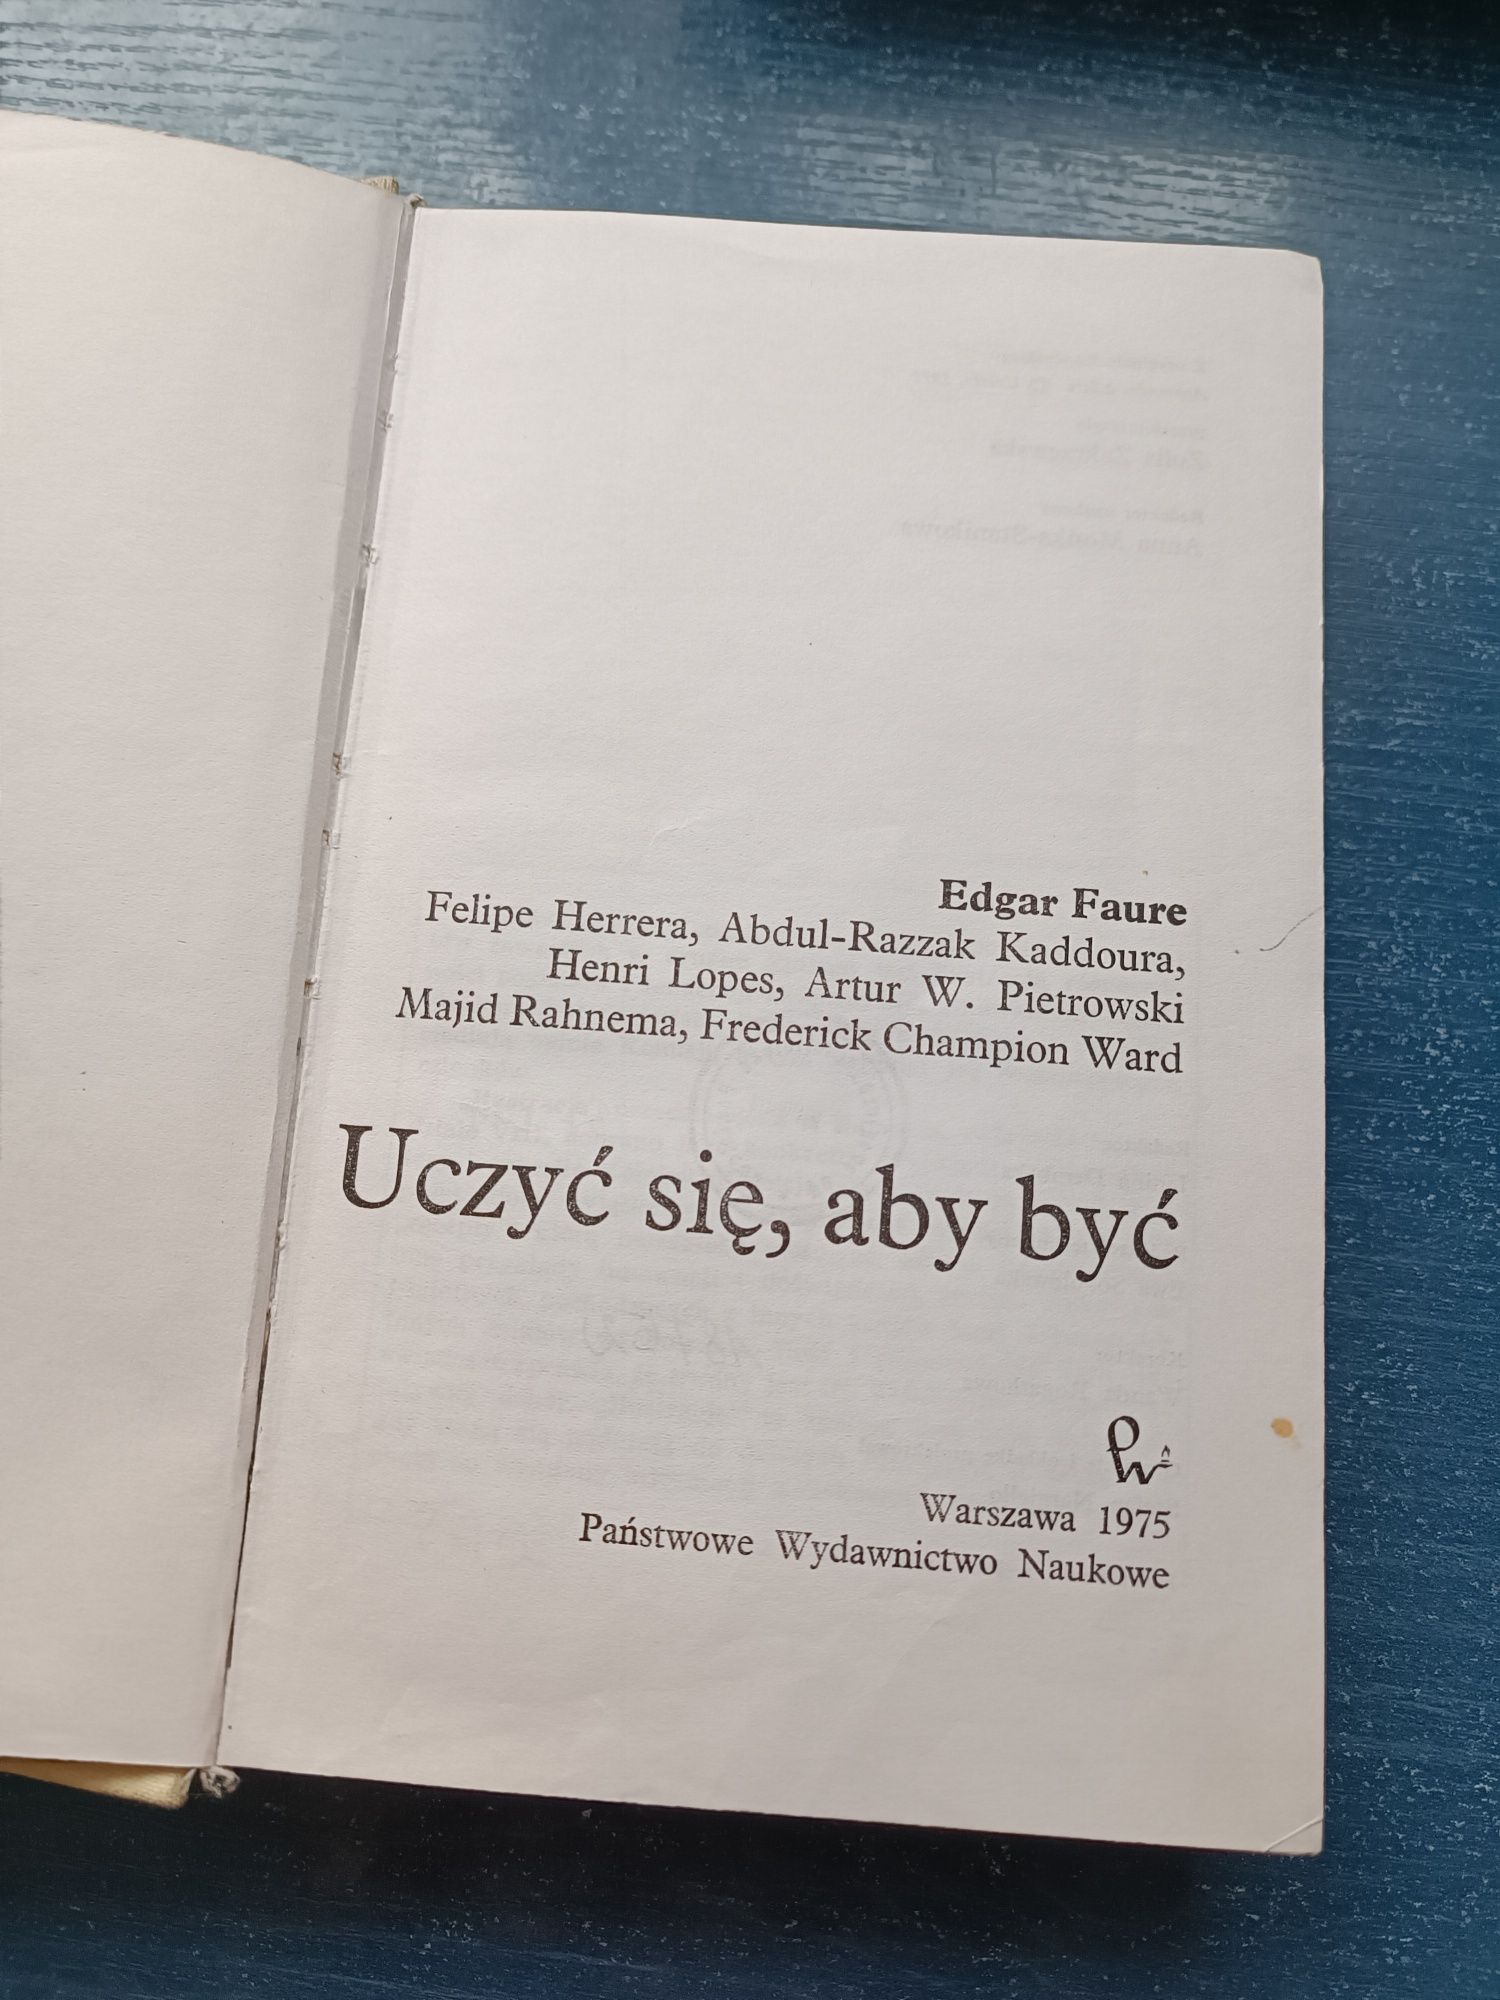 Edgar Faure
Felipe Herrera, Abdul-Razzak Kaddoura,
Henri Lopes, Artur W. Pietrowski
Majid Rahnema, Frederick Champion Ward
Uczyć się, aby być
Warszawa 1975
Państwowe Wydawnictwo Naukowe